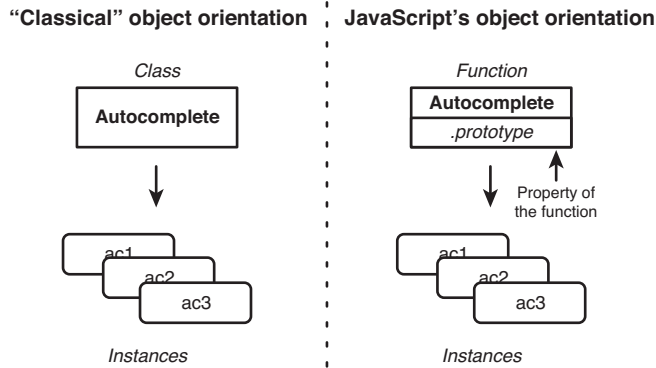 “Classical” object orientation
Class
Autocomplete
ac1
ac2
ac3
Instances
JavaScript’s object orientation
Function
Autocomplete
.prototype
Property of
the function
ac1
ac2
ac3
Instances